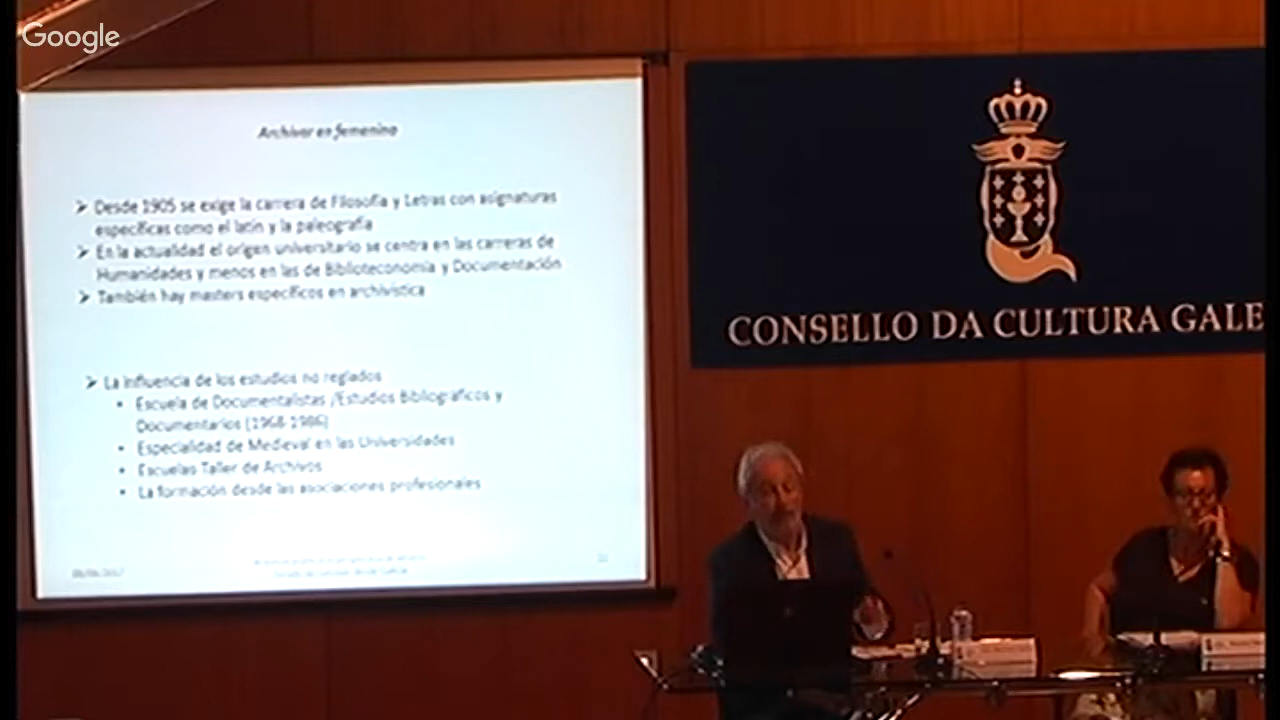 Google
Archivar en femenino
➢ Desde 1905 se exige la carrera de Filosofía y Letras con asignaturas
específicas como el latín y la paleografía
➢ En la actualidad el origen universitario se centra en las carreras de
Humanidades y menos en las de Biblioteconomía y Documentación
➢ También hay masters específicos en archivística
➢ La influencia de los estudios no reglados
• Escuela de Documentalistas /Estudios Bibliográficos y
Documentarios (1968-1986)
• Especialidad de Medieval en las Universidades
• Escuelas Taller de Archivos
• La formación desde las asociaciones profesionales
CONSELLO DA CULTURA GALE